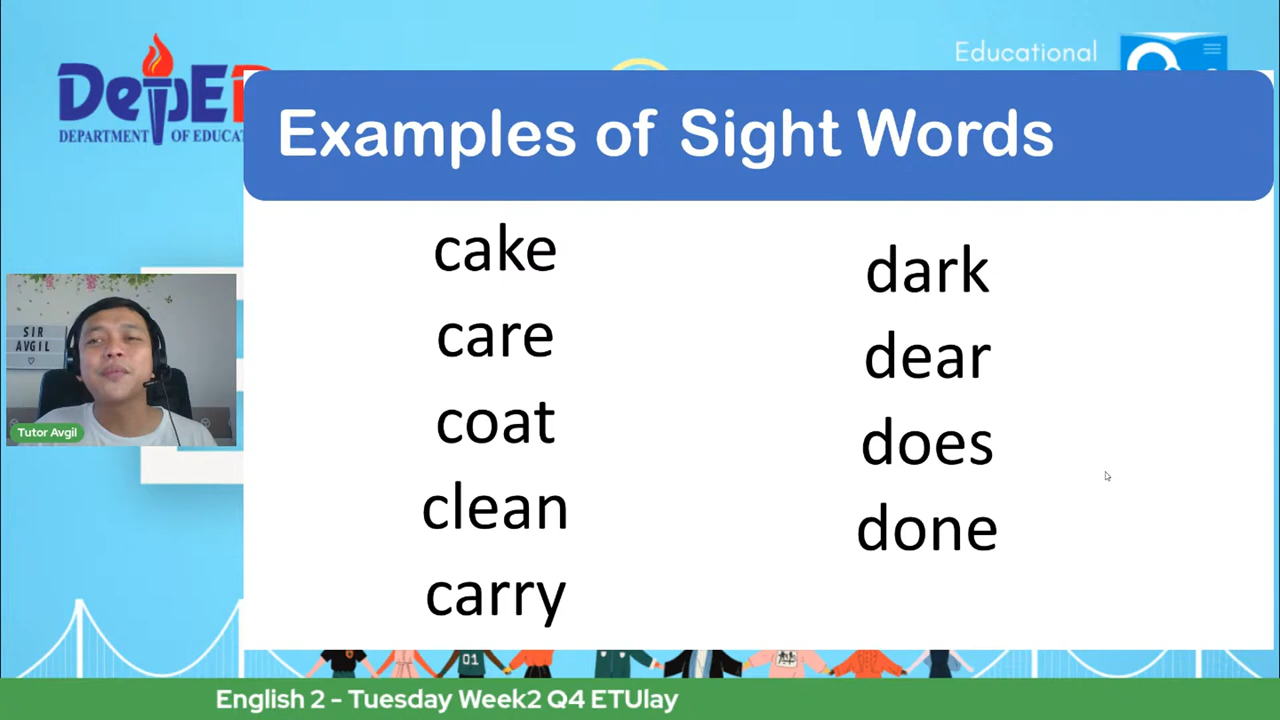 DepED
DEPARTMENT OF EDUCAT
Educational
Examples of Sight Words
cake
care
coat
clean
carry
dark
dear
does
done
SIR
AVGIL
Tutor Avgil
01
English 2 - Tuesday Week2 Q4 ETUlay